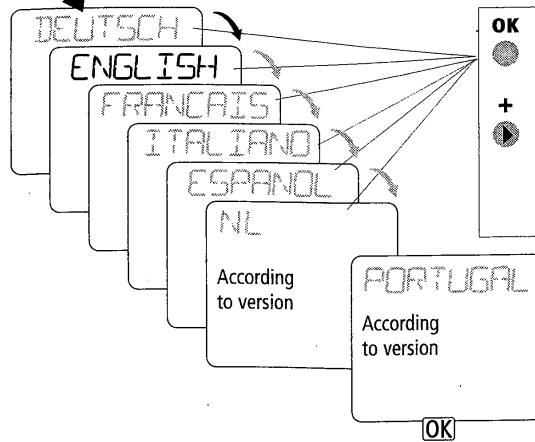 DEUTSCH
ENGLISH
FRANCAIS
ITALIANO
ESPANOL
NL
According
to version
PORTUGAL
According
to version
OK
OK
+